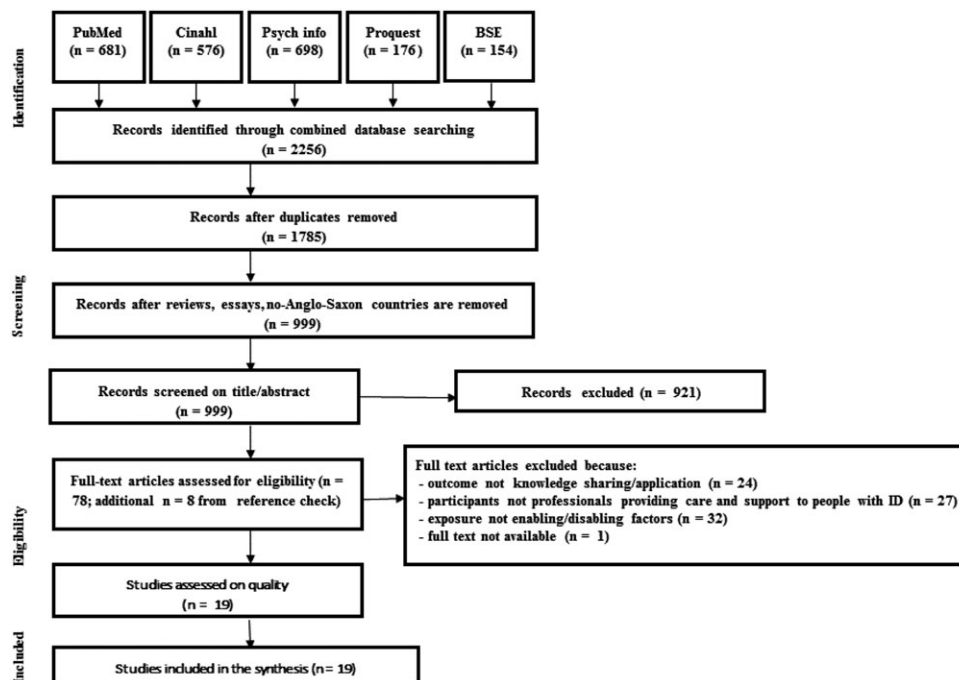 PubMed
(n = 681)
Cinahl
(n = 576)
Psych info
(n = 698)
Proquest
(n = 176)
BSE
(n = 154)
Identification
Records identified through combined database searching
(n = 2256)
Records after duplicates removed
(n = 1785)
Screening
Records after reviews, essays, no-Anglo-Saxon countries are removed
(n = 999)
Records screened on title/abstract
(n = 999)
Records excluded (n = 921)
Eligibility
Full-text articles assessed for eligibility (n =
78; additional n = 8 from reference check)
Full text articles excluded because:
- outcome not knowledge sharing/application (n = 24)
- participants not professionals providing care and support to people with ID (n = 27)
- exposure not enabling/disabling factors (n = 32)
- full text not available (n = 1)
Studies assessed on quality
(n = 19)
Included
Studies included in the synthesis (n= 19)